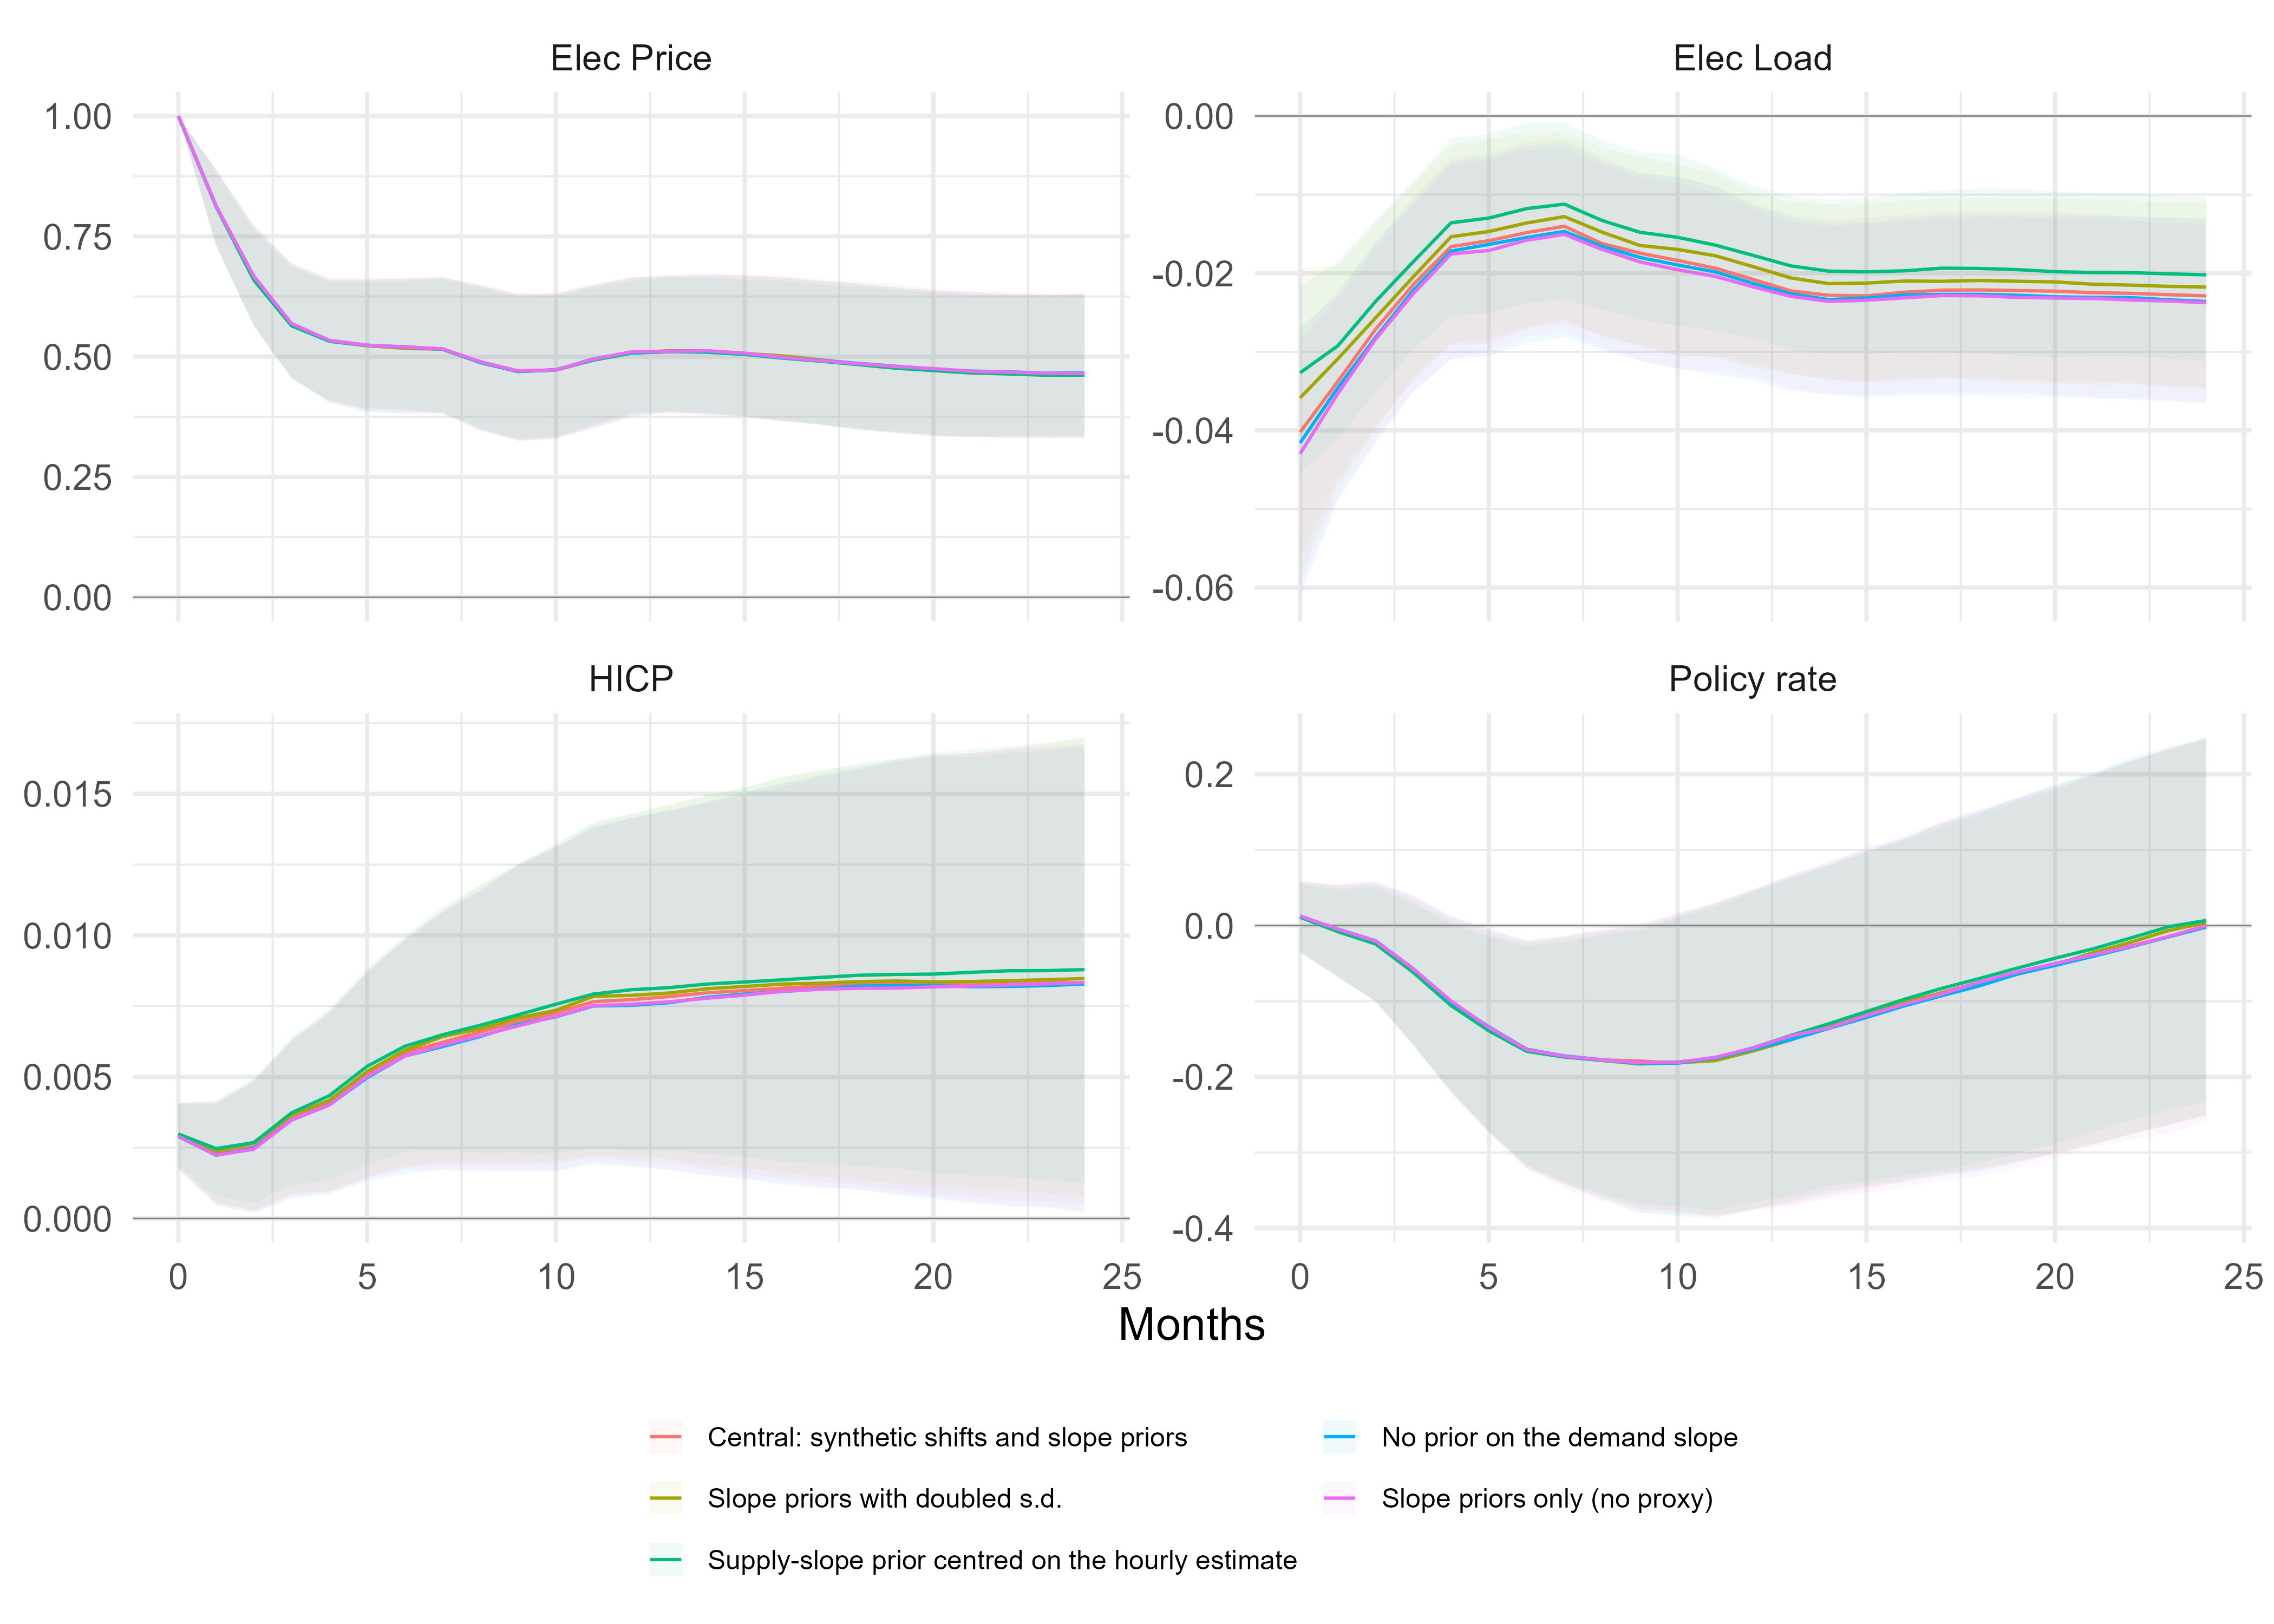 Elec Price
Elec Load
1.00
0.75
0.50
0.25
0.00
0.00
-0.02
-0.04
-0.06
HICP
Policy rate
0.015
0.010
0.005
0.000
0.2
0.0
-0.2
-0.4
0 5 10 15 20 25
0 5 10 15 20 25
Months
Central: synthetic shifts and slope priors
No prior on the demand slope
Slope priors with doubled s.d.
Slope priors only (no proxy)
Supply-slope prior centred on the hourly estimate